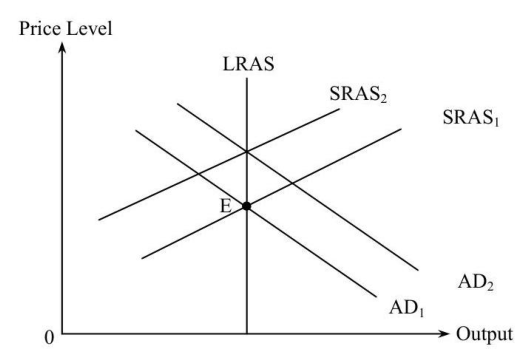 Price Level
LRAS
SRAS₂
SRAS₁
E
AD₂
AD₁
0
Output